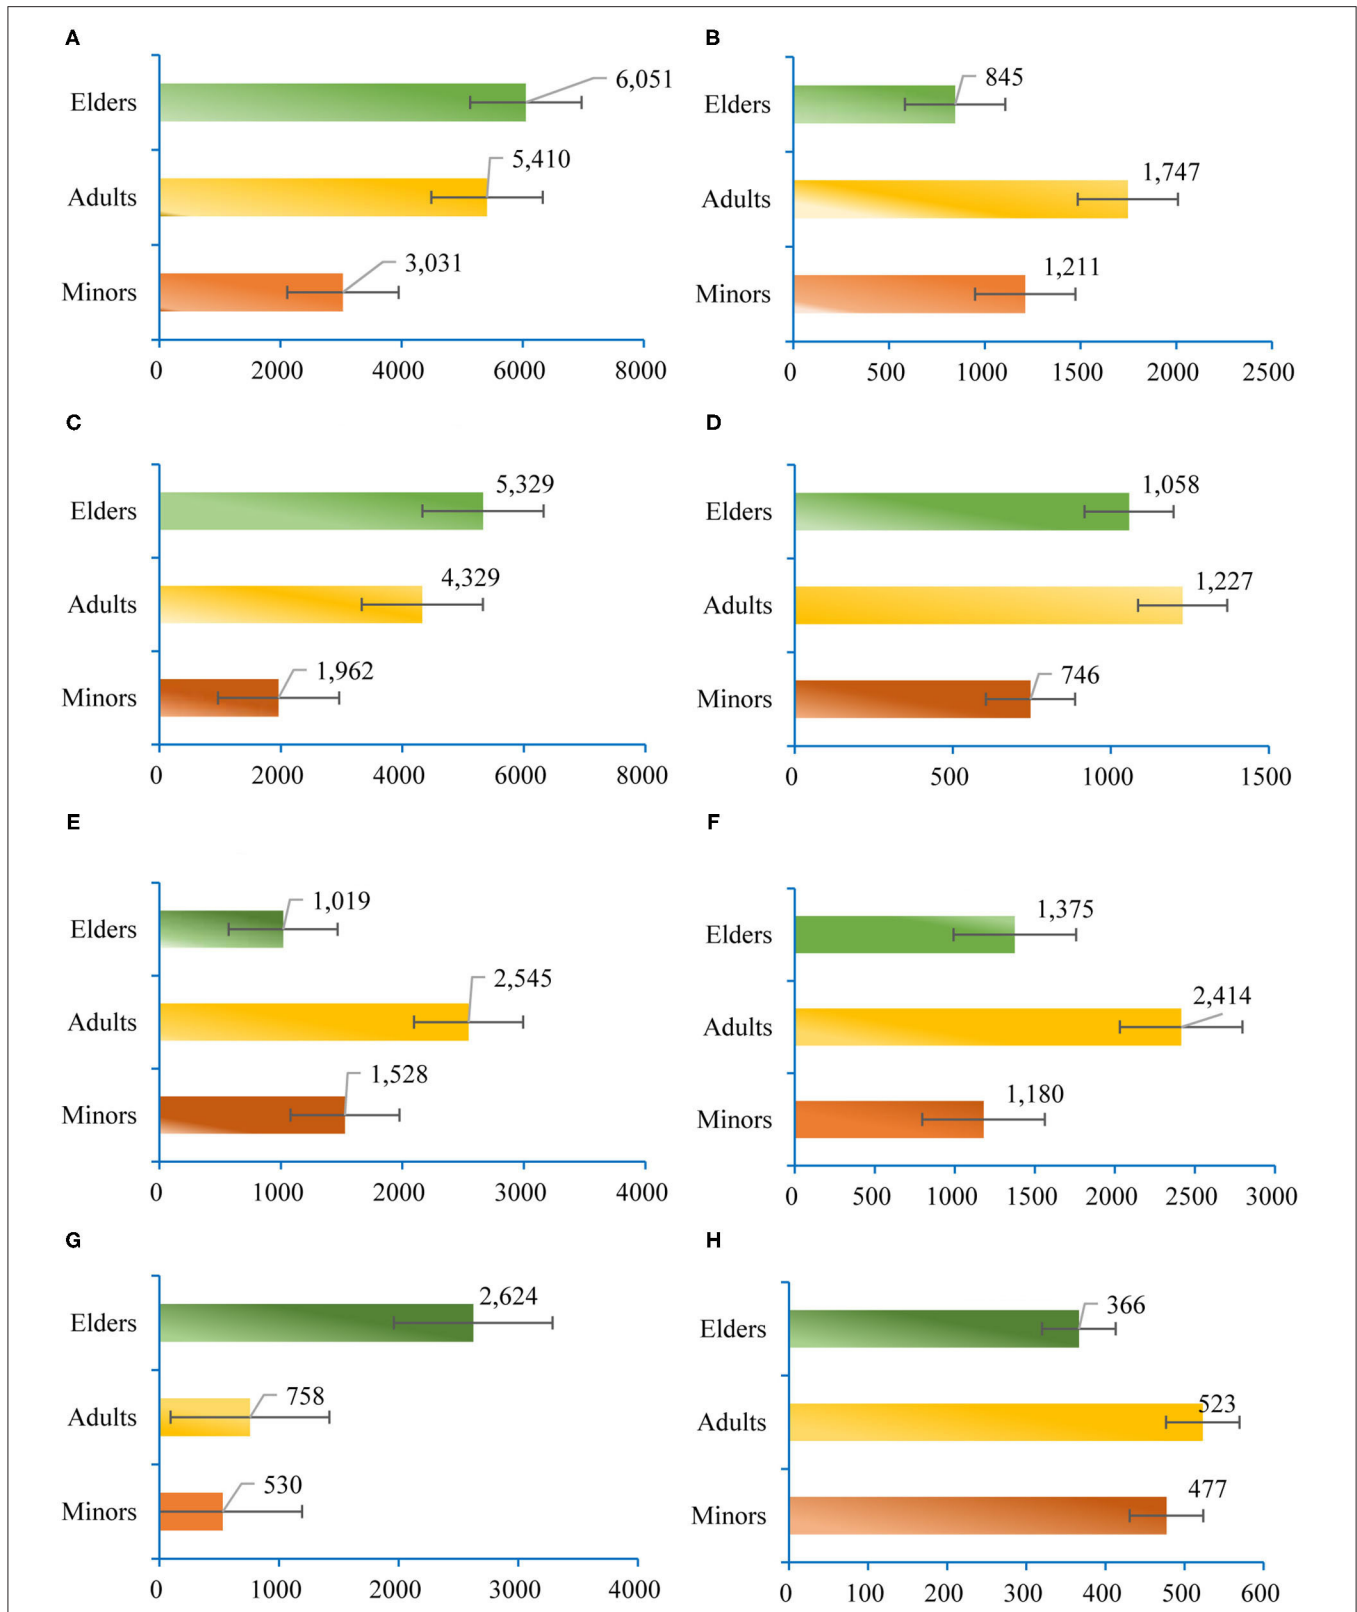 A
Elders
6,051
Adults
5,410
Minors
3,031
0 2000 4000 6000 8000
B
Elders
845
Adults
1,747
Minors
1,211
0 500 1000 1500 2000 2500
C
Elders
5,329
Adults
4,329
Minors
1,962
0 2000 4000 6000 8000
D
Elders
1,058
Adults
1,227
Minors
746
0 500 1000 1500
E
Elders
1,019
Adults
2,545
Minors
1,528
0 1000 2000 3000 4000
F
Elders
1,375
Adults
2,414
Minors
1,180
0 500 1000 1500 2000 2500 3000
G
Elders
2,624
Adults
758
Minors
530
0 1000 2000 3000 4000
H
Elders
366
Adults
523
Minors
477
0 100 200 300 400 500 600